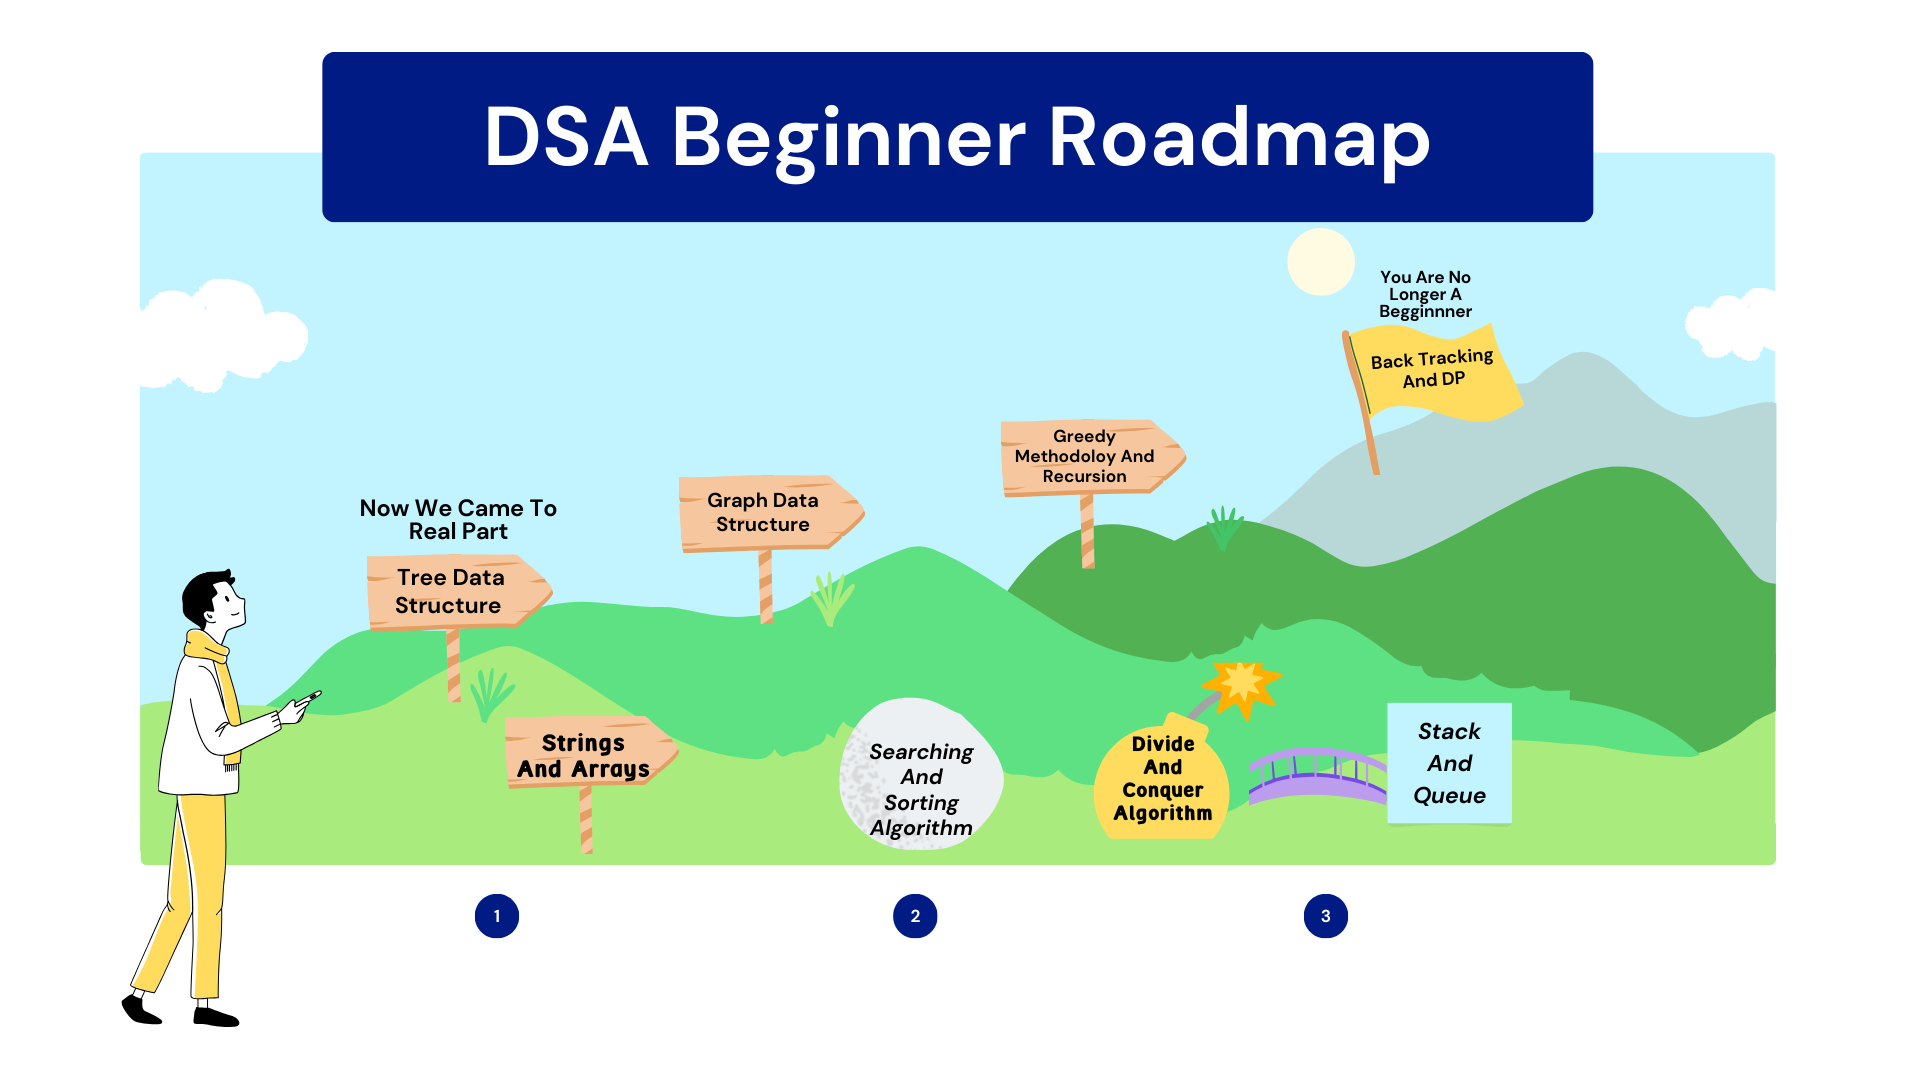 DSA Beginner Roadmap
You Are No
Longer A
Begginnner
Back Tracking
And DP
Greedy
Methodoloy And
Recursion
Graph Data
Structure
Now We Came To
Real Part
Tree Data
Structure
Strings
And Arrays
Searching
And
Sorting
Algorithm
Divide
And
Conquer
Algorithm
Stack
And
Queue
1
2
3